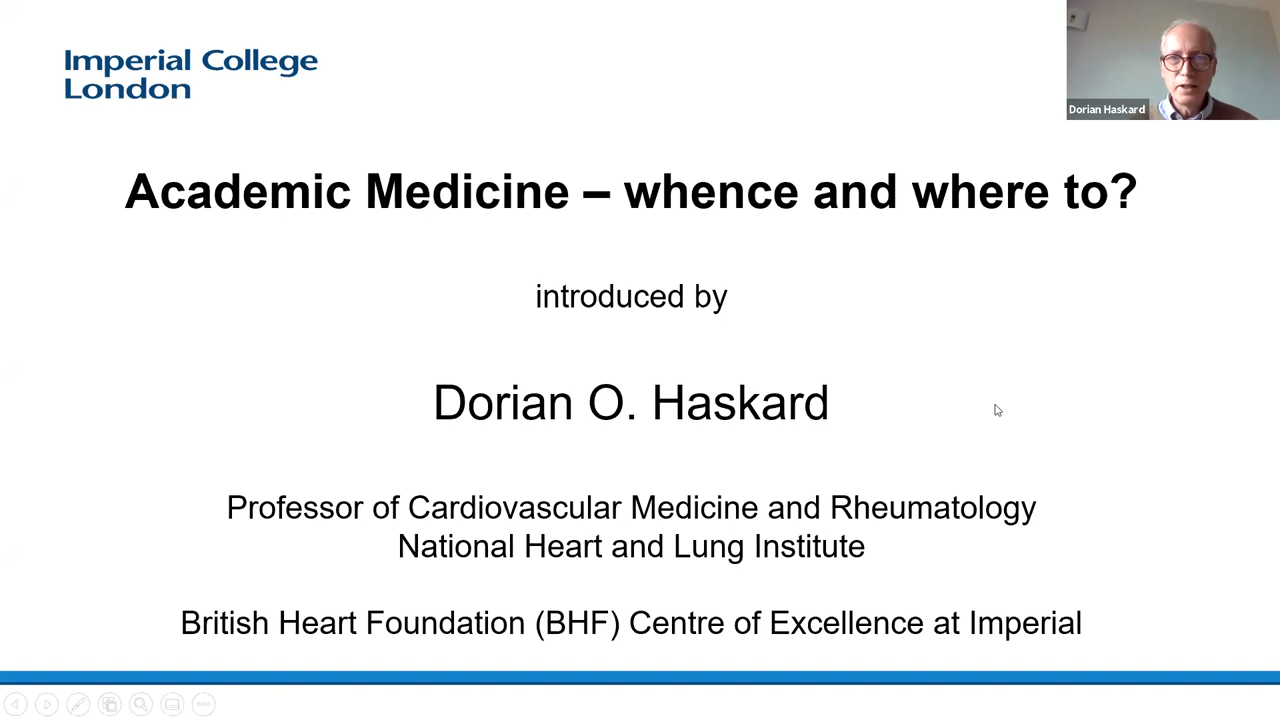 Imperial College
London
Dorian Haskard
Academic Medicine – whence and where to?
introduced by
Dorian O. Haskard
Professor of Cardiovascular Medicine and Rheumatology
National Heart and Lung Institute
British Heart Foundation (BHF) Centre of Excellence at Imperial